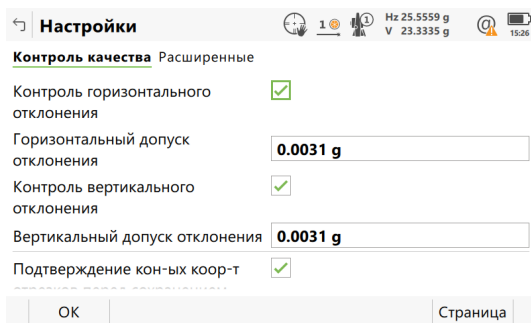 Настройки
1
1
Hz 25.5559 g
V 23.3335 g
@
15:26
Контроль качества Расширенные
Контроль горизонтального
отклонения
Горизонтальный допуск
отклонения
0.0031 g
Контроль вертикального
отклонения
Вертикальный допуск отклонения 0.0031 g
Подтверждение кон-ых коор-т
OK
Страница